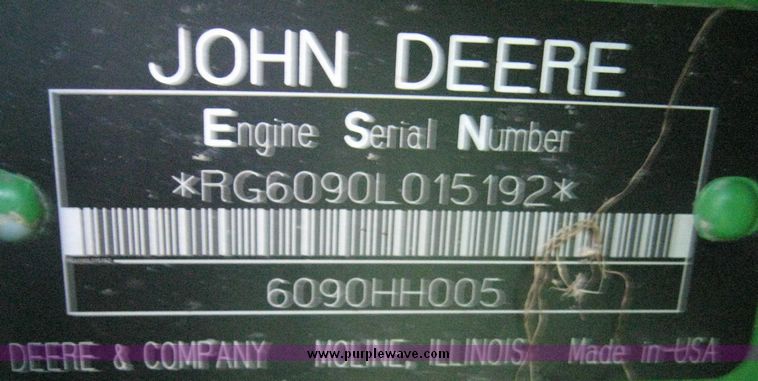 JOHN DEERE
Engine Serial Number
*RG6090L015192*
6090HH005
DEERE & COMPANY MOLINE, ILLINOIS Made in USA
www.purplewave.com